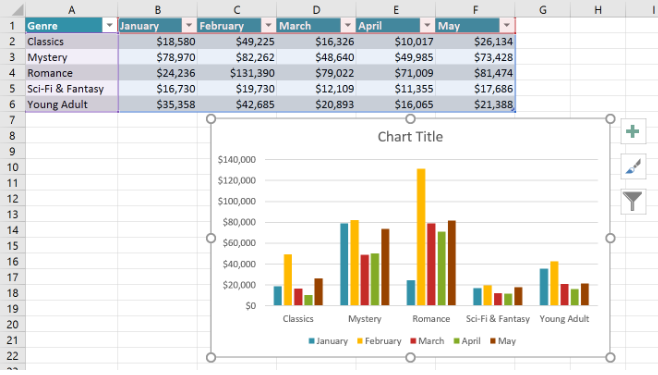 A B C D E F G H I
1 Genre January February March April May
2 Classics $18,580 $49,225 $16,326 $10,017 $26,134
3 Mystery $78,970 $82,262 $48,640 $49,985 $73,428
4 Romance $24,236 $131,390 $79,022 $71,009 $81,474
5 Sci-Fi & Fantasy $16,730 $19,730 $12,109 $11,355 $17,686
6 Young Adult $35,358 $42,685 $20,893 $16,065 $21,388
7
8
9
10
11
12
13
14
15
16
17
18
19
20
21
22
Chart Title
$140,000
$120,000
$100,000
$80,000
$60,000
$40,000
$20,000
$0
Classics Mystery Romance Sci-Fi & Fantasy Young Adult
January February March April May